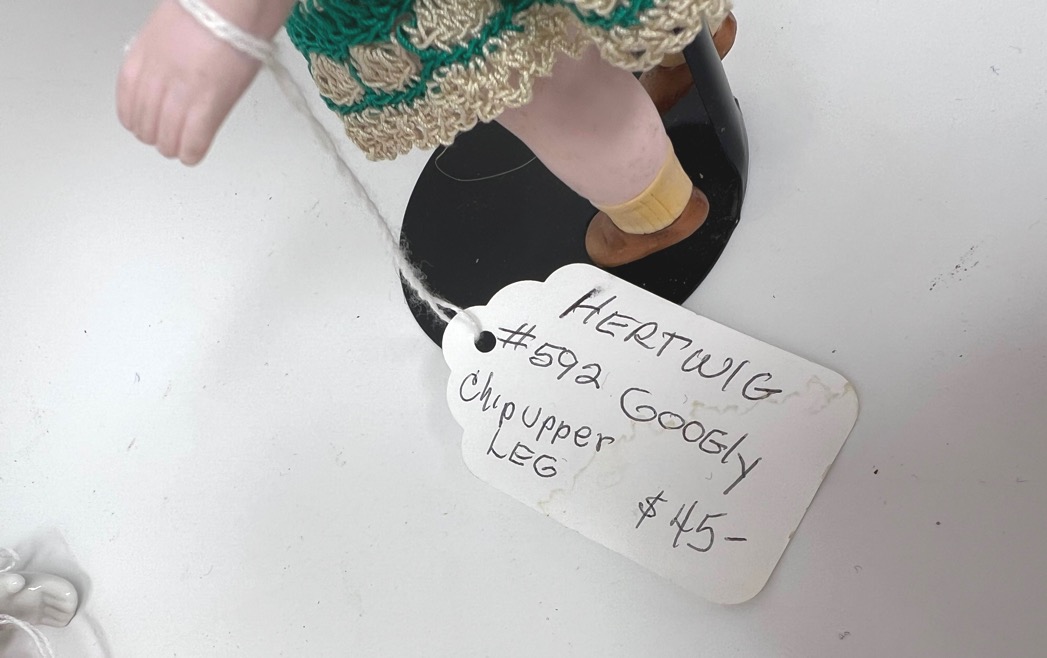 HERTWIG
#592 GOOGly
Chip upper
LEG
$45-